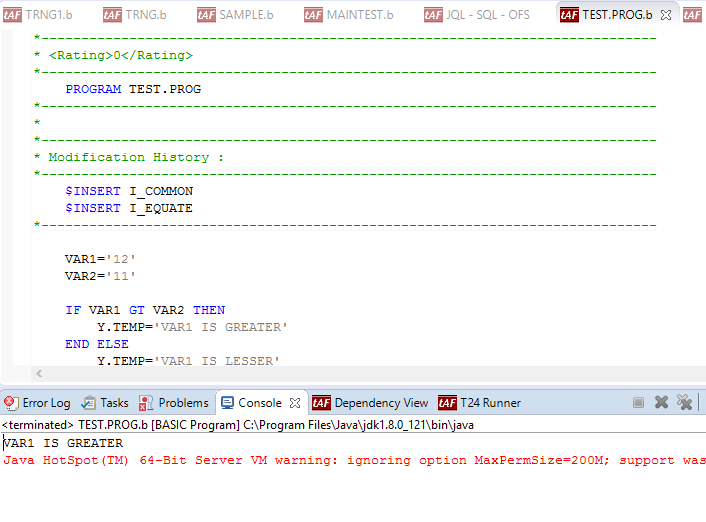 tAF TRNG1.b tAF TRNG.b tAF SAMPLE.b tAF MAINTEST.b tAF JQL - SQL - OFS tAF TEST.PROG.b tAF
*-----------------------------------------------------------------------------
* <Rating>0</Rating>
*-----------------------------------------------------------------------------
PROGRAM TEST.PROG
*-----------------------------------------------------------------------------
*
*-----------------------------------------------------------------------------
* Modification History :
*-----------------------------------------------------------------------------
$INSERT I_COMMON
$INSERT I_EQUATE
*-----------------------------------------------------------------------------
VAR1='12'
VAR2='11'
IF VAR1 GT VAR2 THEN
Y.TEMP='VAR1 IS GREATER'
END ELSE
Y.TEMP='VAR1 IS LESSER'
Error Log Tasks Problems Console tAF Dependency View tAF T24 Runner
<terminated> TEST.PROG.b [BASIC Program] C:\Program Files\Java\jdk1.8.0_121\bin\java
VAR1 IS GREATER
Java HotSpot(TM) 64-Bit Server VM warning: ignoring option MaxPermSize=200M; support was